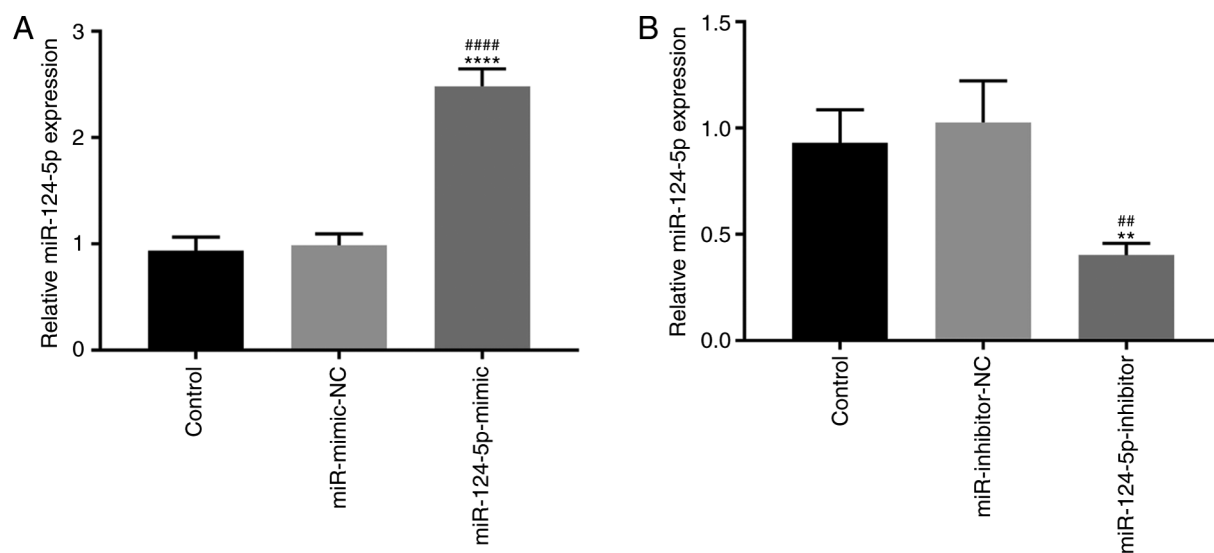 A
Relative miR-124-5p expression
3
2
1
0
####
****
Control
miR-mimic-NC
miR-124-5p-mimic
B
Relative miR-124-5p expression
1.5
1.0
0.5
0.0
##
**
Control
miR-inhibitor-NC
miR-124-5p-inhibitor